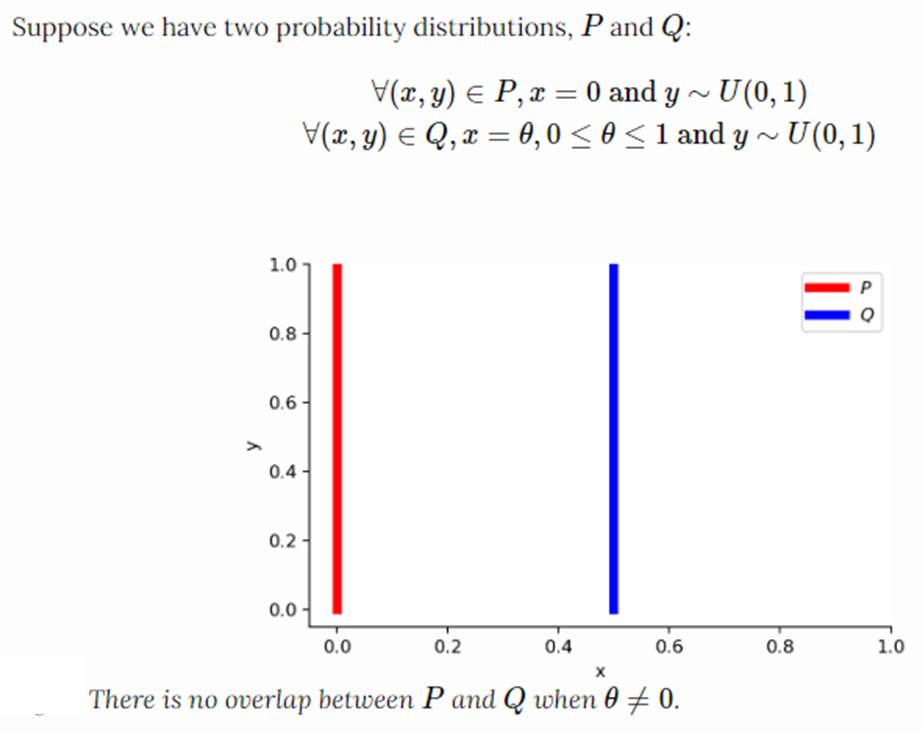 Suppose we have two probability distributions, P and Q:
∀(x, y) ∈ P, x = 0 and y ∼ U(0, 1)
∀(x, y) ∈ Q, x = θ, 0 ≤ θ ≤ 1 and y ∼ U(0, 1)
1.0
P
Q
0.8
0.6
y
0.4
0.2
0.0
0.0 0.2 0.4 0.6 0.8 1.0
x
There is no overlap between P and Q when θ ≠ 0.